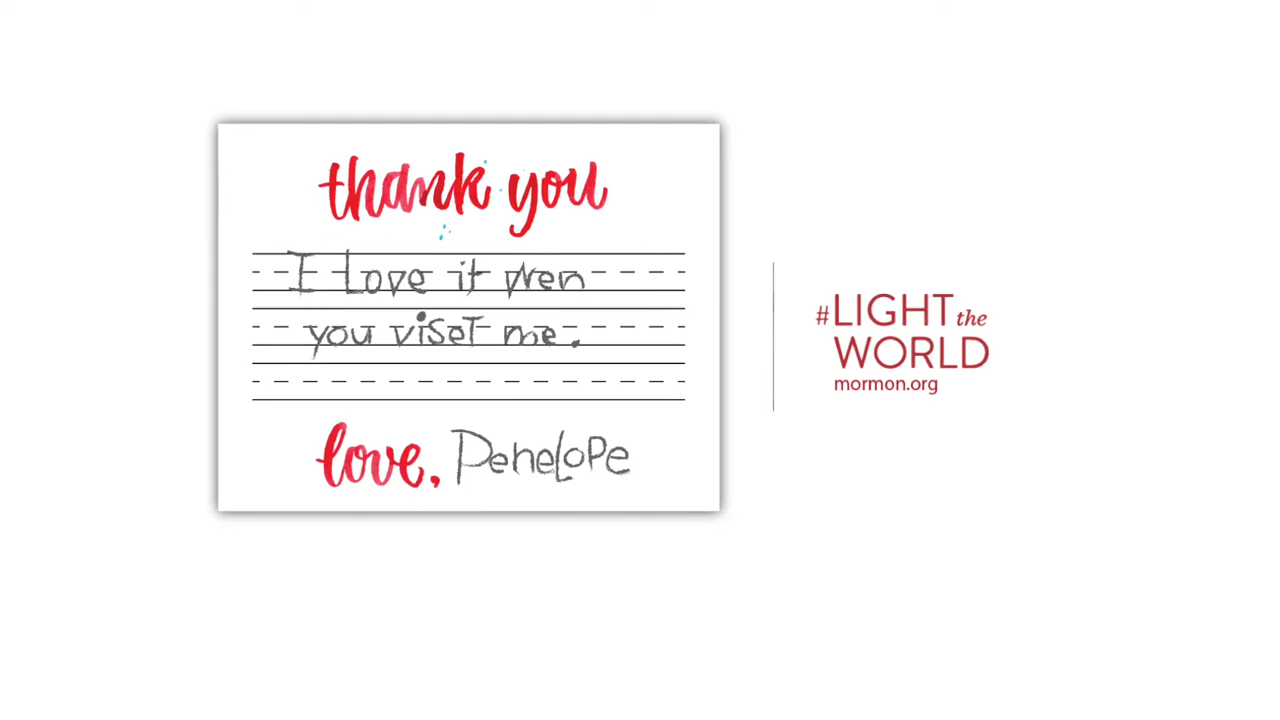 thank you
I Love it wen
you viset me.
love, Penelope
#LIGHT the
WORLD
mormon.org